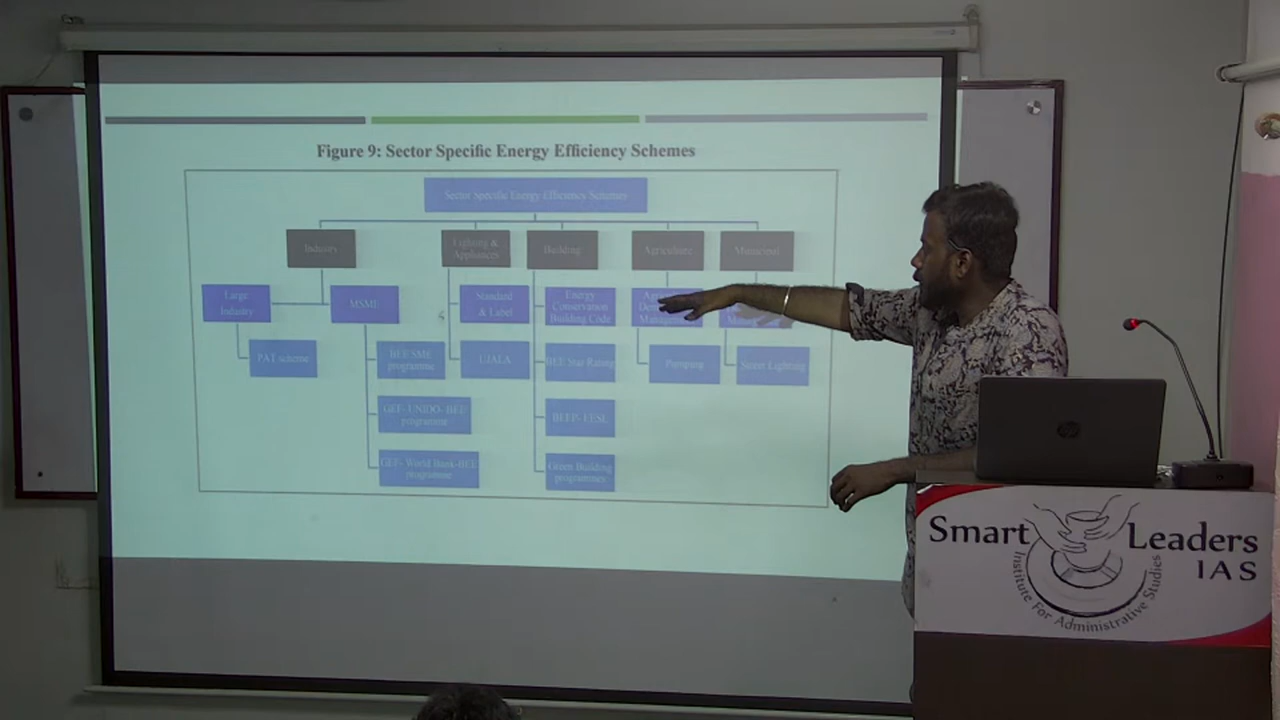 Figure 9: Sector Specific Energy Efficiency Schemes
Sector Specific Energy Efficiency Schemes
Industry
Lighting &
Appliances
Building
Agriculture
Municipal
Large
Industry
MSME
Standard
& Label
Energy
Conservation
Building Code
PAT scheme
BEE SME
programme
UJALA
BEE Star Rating
Pumping
Street Lighting
GEF- UNIDO- BEE
programme
BEEP- EESL
GEF- World Bank-BEE
programme
Green Building
programmes
hp
Smart Leaders
IAS
Institute For Administrative Studies